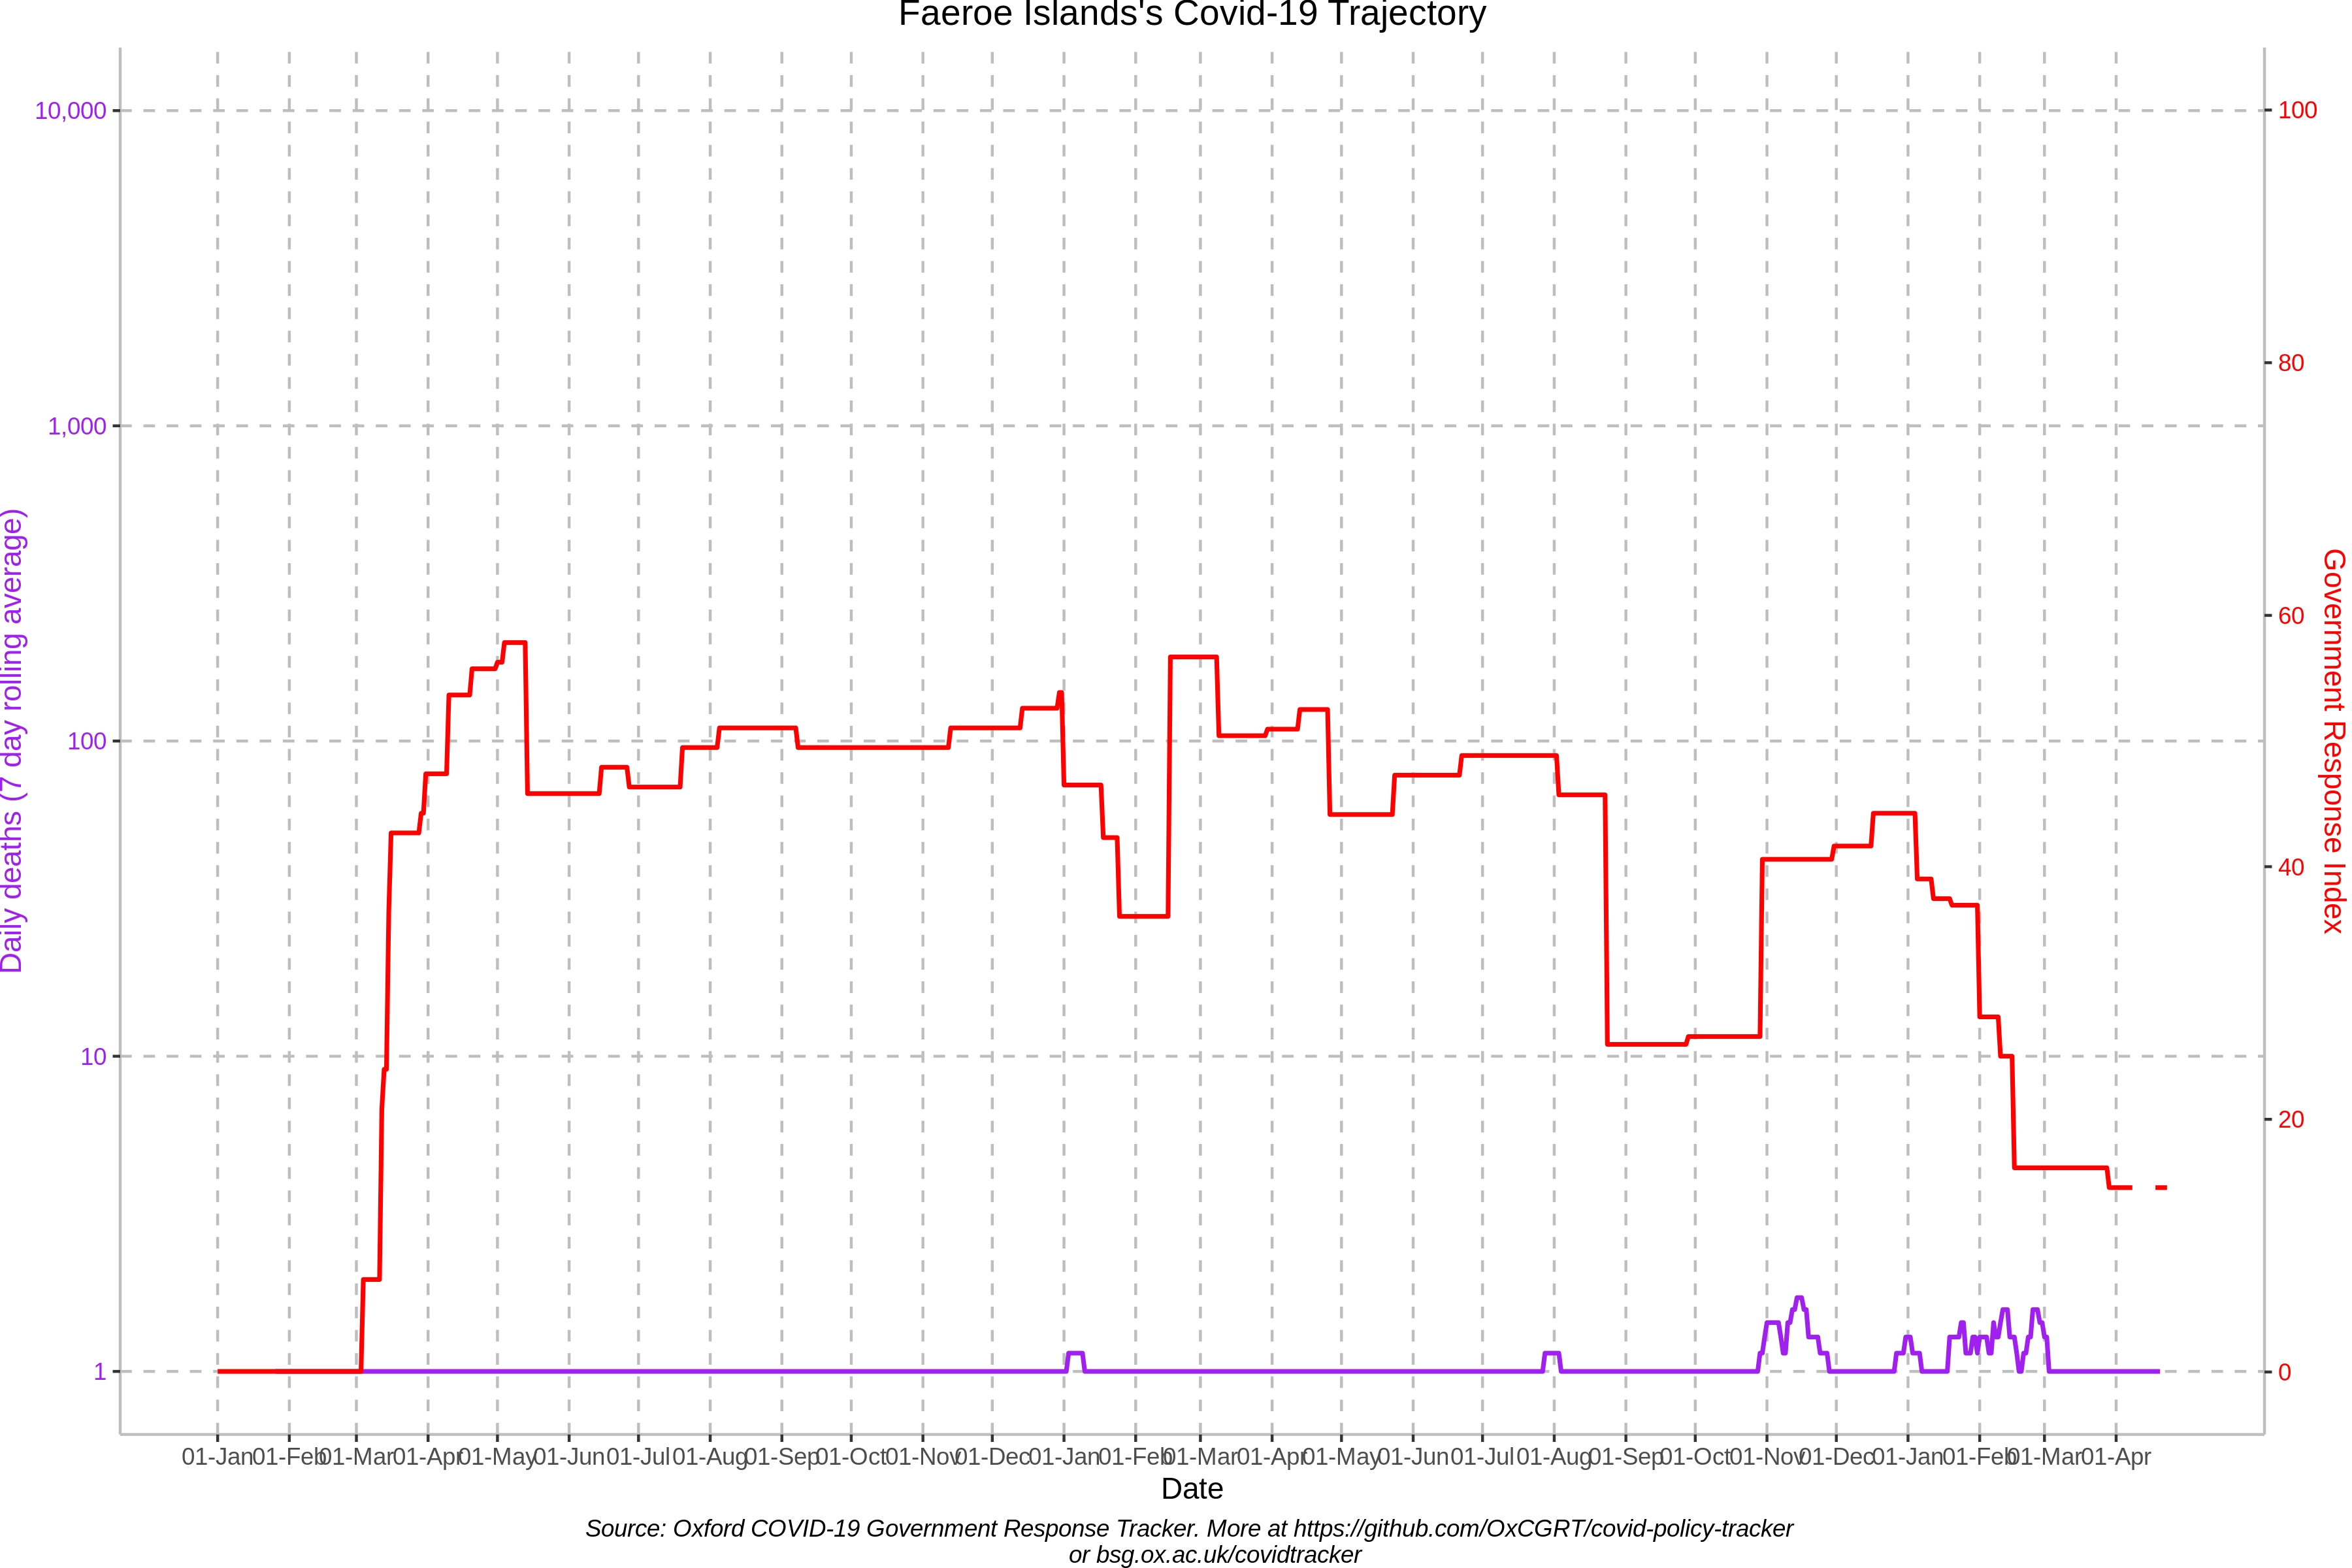 Faeroe Islands's Covid-19 Trajectory
10,000
1,000
100
10
1
Daily deaths (7 day rolling average)
100
80
60
40
20
0
Government Response Index
01-Jan 01-Feb 01-Mar 01-Apr 01-May 01-Jun 01-Jul 01-Aug 01-Sep 01-Oct 01-Nov 01-Dec 01-Jan 01-Feb 01-Mar 01-Apr 01-May 01-Jun 01-Jul 01-Aug 01-Sep 01-Oct 01-Nov 01-Dec 01-Jan 01-Feb 01-Mar 01-Apr
Date
Source: Oxford COVID-19 Government Response Tracker. More at https://github.com/OxCGRT/covid-policy-tracker
or bsg.ox.ac.uk/covidtracker